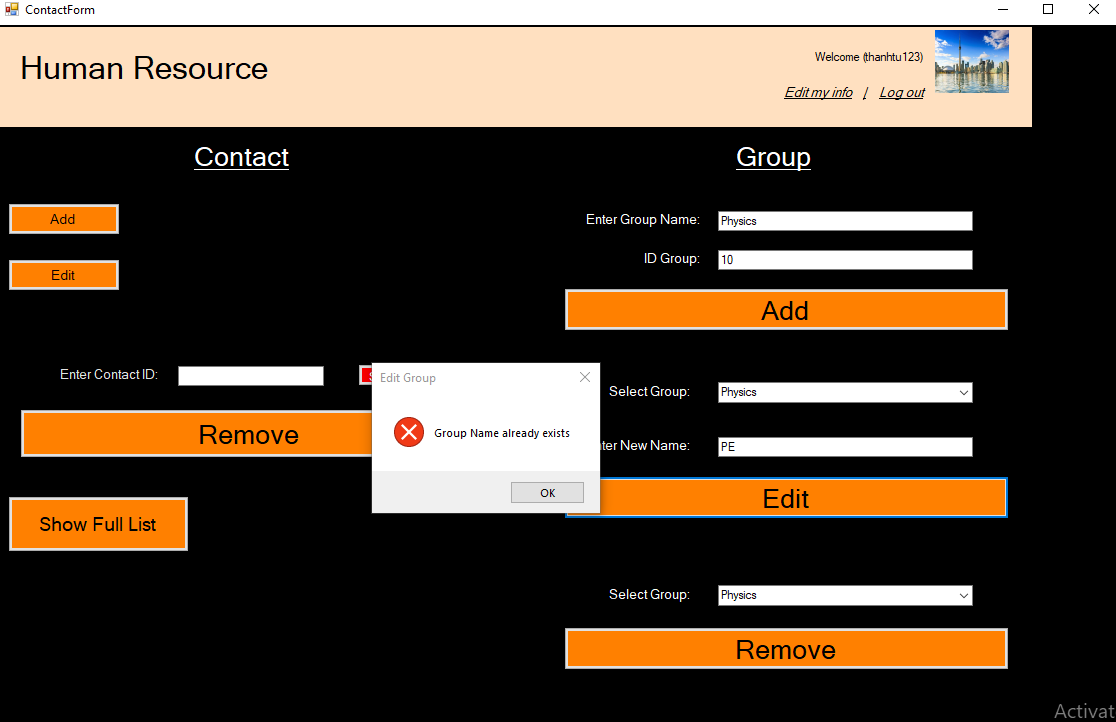 ContactForm
Human Resource
Welcome (thanhtu123)
Edit my info | Log out
Contact
Group
Add
Enter Group Name: Physics
ID Group: 10
Edit
Add
Enter Contact ID:
Edit Group
Group Name already exists
OK
Select Group: Physics
Remove
ter New Name: PE
Edit
Show Full List
Select Group: Physics
Remove
Activat